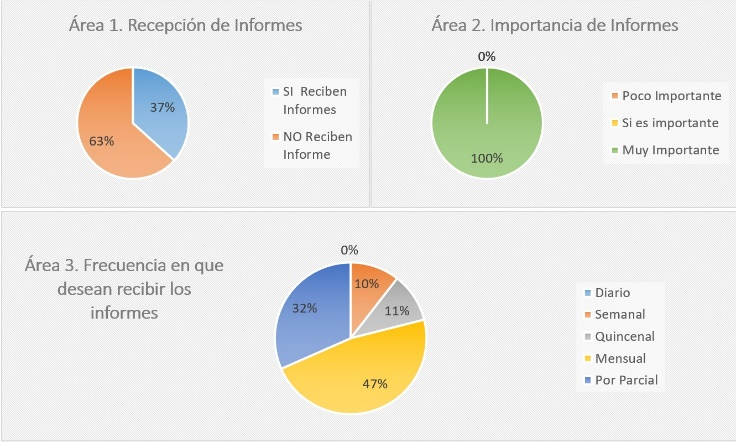 Área 1. Recepción de Informes
37%
63%
SI  Reciben
Informes
NO Reciben
Informe
Área 2. Importancia de Informes
0%
100%
Poco Importante
Si es importante
Muy Importante
Área 3. Frecuencia en que
desean recibir los
informes
0%
10%
11%
47%
32%
Diario
Semanal
Quincenal
Mensual
Por Parcial